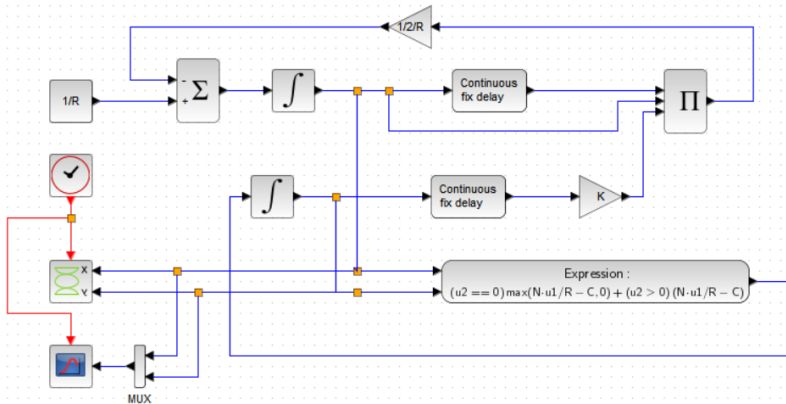 1/2/R
-
+
Σ
∫
Continuous
fix delay
Π
1/R
∫
Continuous
fix delay
K
X
Y
Expression :
(u2 == 0) max(N·u1/R − C, 0) + (u2 > 0) (N·u1/R − C)
MUX